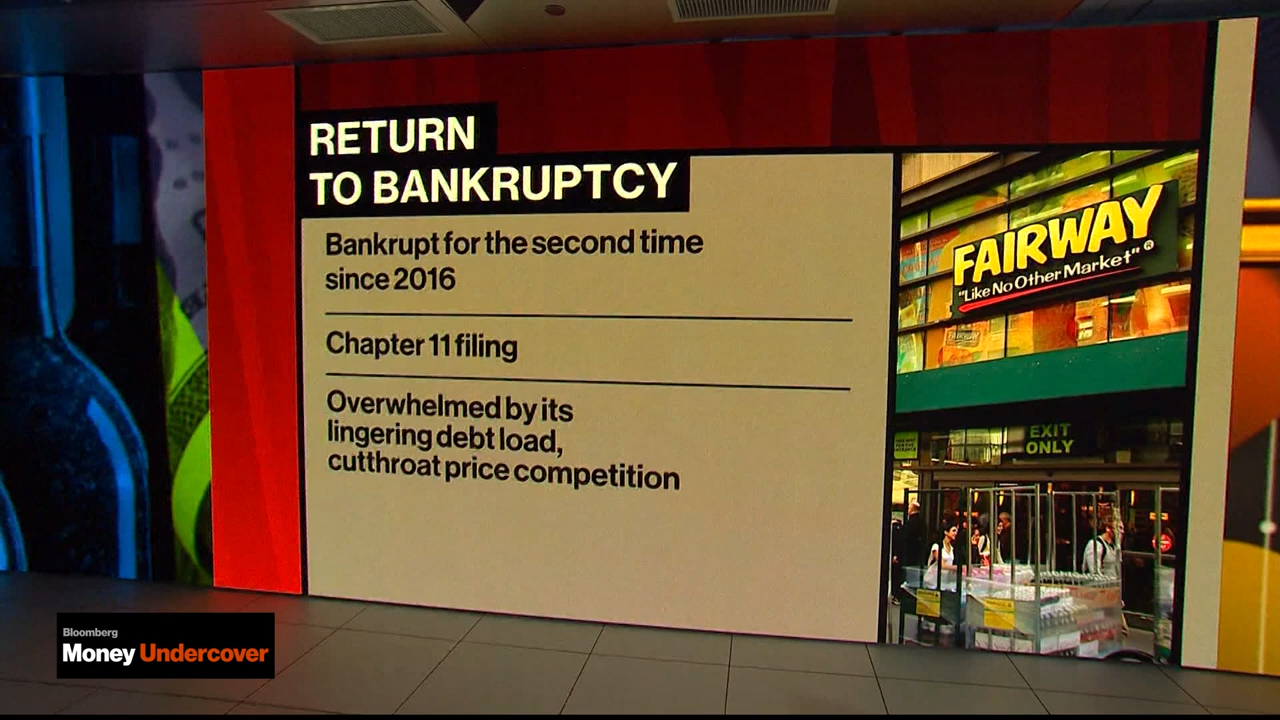 RETURN
TO BANKRUPTCY
Bankrupt for the second time
since 2016
Chapter 11 filing
Overwhelmed by its
lingering debt load,
cutthroat price competition
FAIRWAY
"Like No Other Market"®
EXIT
ONLY
Bloomberg
Money Undercover